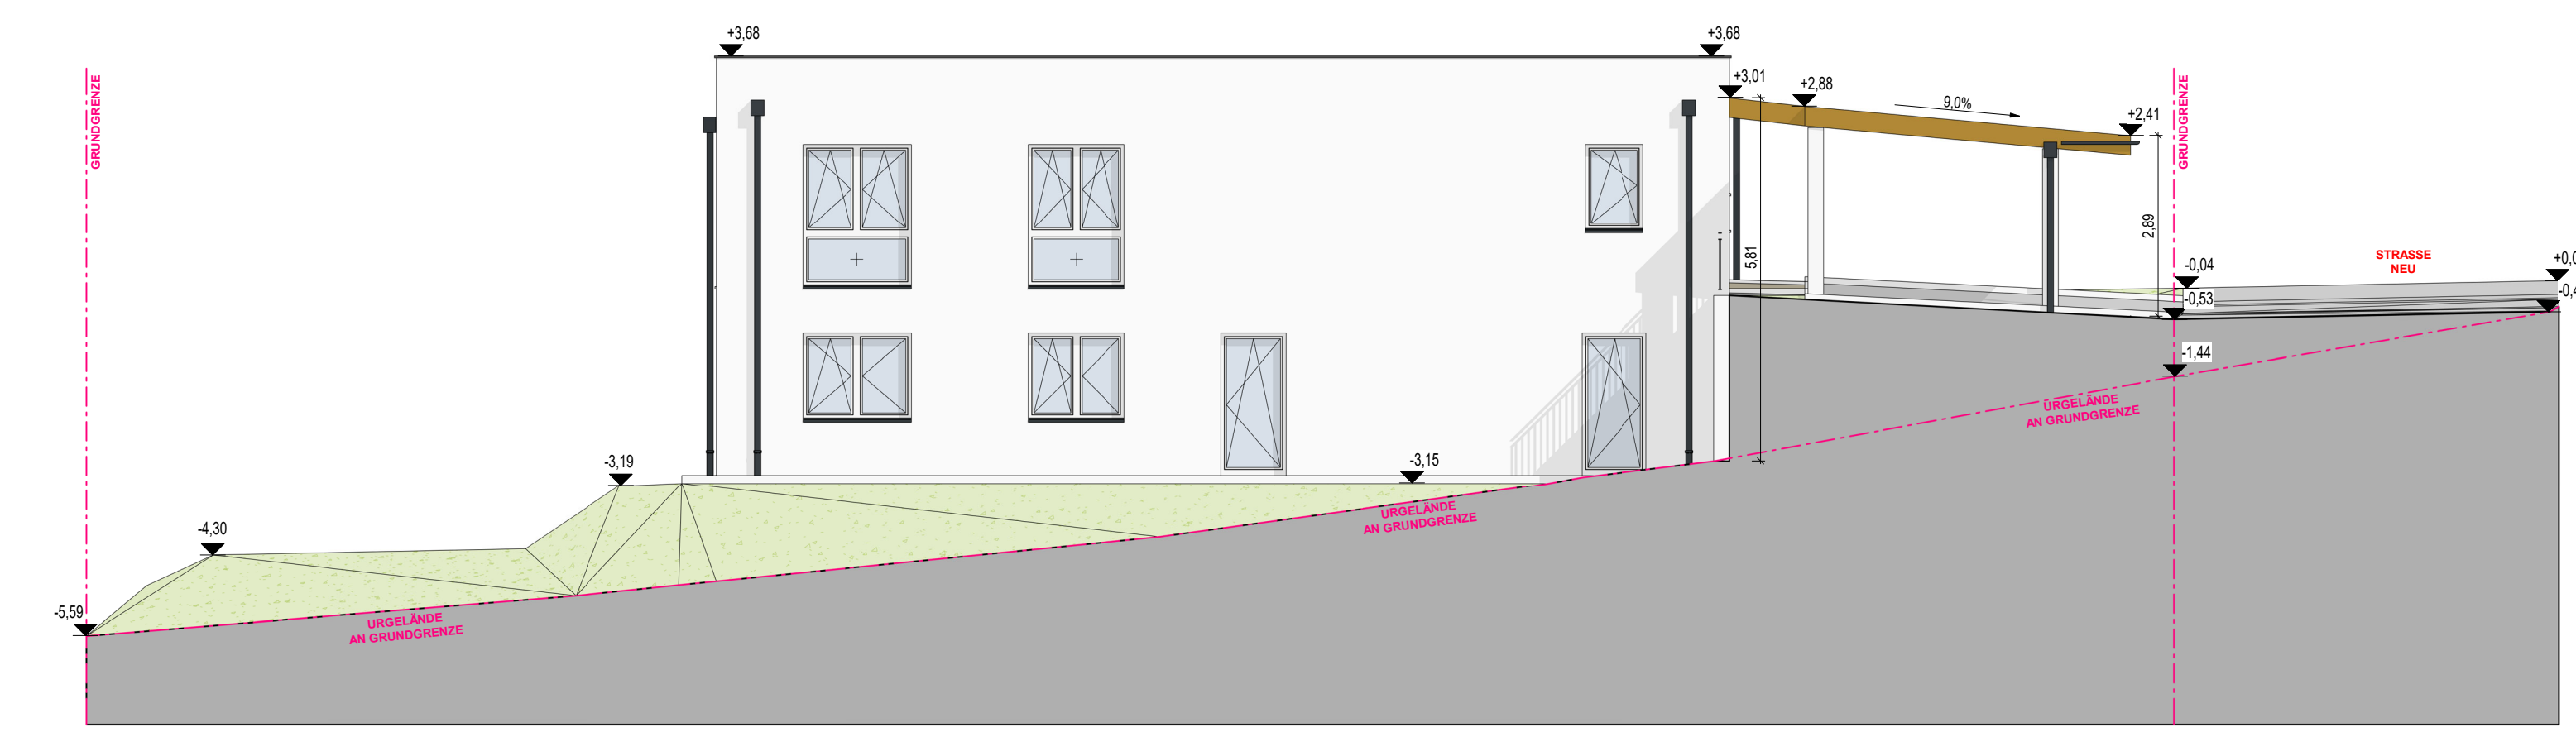 +3,68
+3,68
+3,01
+2,88
9,0%
+2,41
GRUNDGRENZE
GRUNDGRENZE
2,89
5,81
STRASSE
NEU
-0,04
-0,53
-1,44
URGELÄNDE
AN GRUNDGRENZE
-3,19
-3,15
URGELÄNDE
AN GRUNDGRENZE
-4,30
-5,59
URGELÄNDE
AN GRUNDGRENZE